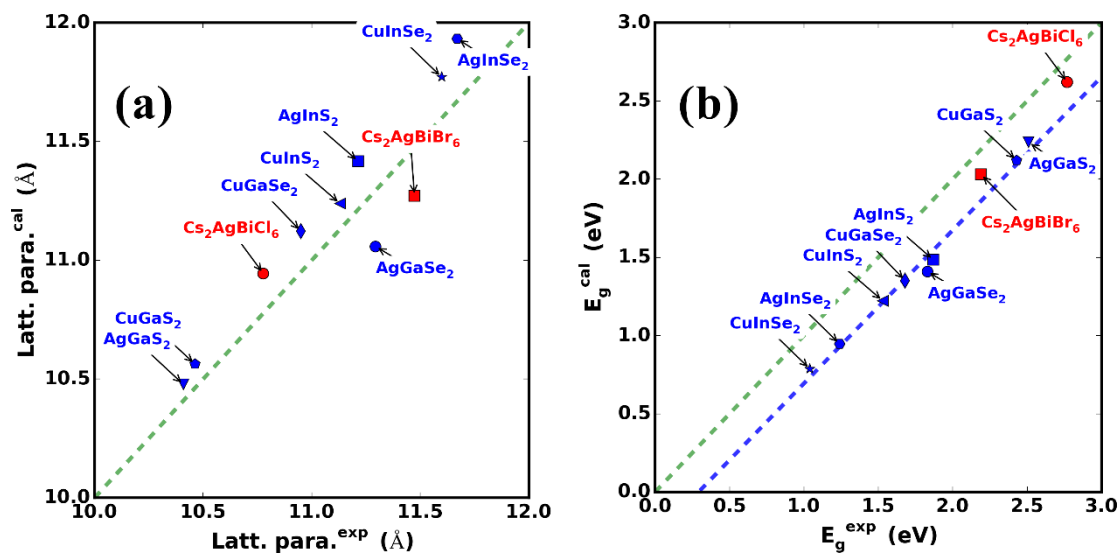 (a)
12.0
11.5
11.0
10.5
10.0
Latt. para.^cal (Å)
CuInSe₂
AgInSe₂
AgInS₂
Cs₂AgBiBr₆
CuInS₂
CuGaSe₂
Cs₂AgBiCl₆
AgGaSe₂
CuGaS₂
AgGaS₂
10.0 10.5 11.0 11.5 12.0
Latt. para.^exp (Å)
(b)
3.0
2.5
2.0
1.5
1.0
0.5
0.0
E_g^cal (eV)
Cs₂AgBiCl₆
CuGaS₂
AgGaS₂
Cs₂AgBiBr₆
AgInS₂
CuGaSe₂
CuInS₂
AgInSe₂
AgGaSe₂
CuInSe₂
0.0 0.5 1.0 1.5 2.0 2.5 3.0
E_g^exp (eV)